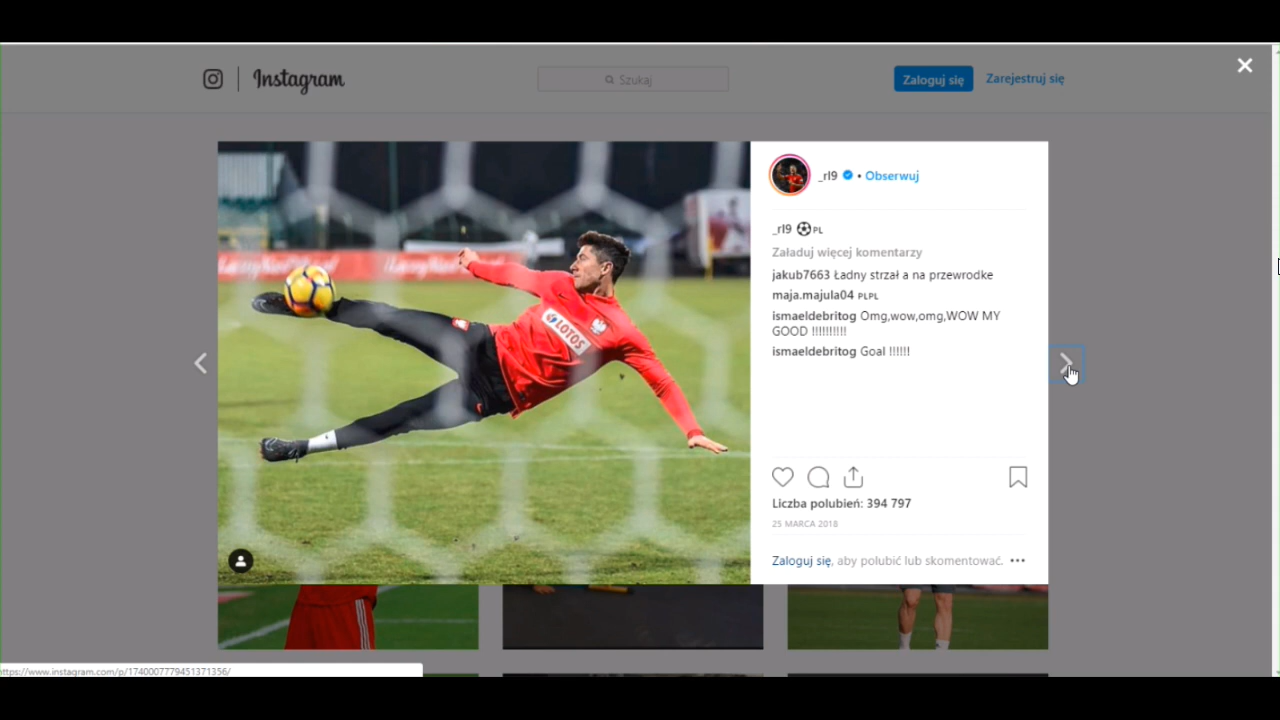 Instagram
Szukaj
Zaloguj się
Zarejestruj się
_rl9 • Obserwuj
_rl9 ⚽PL
Załaduj więcej komentarzy
jakub7663 Ładny strzał a na przewrodke
maja.majula04 PLPL
ismaeldebritog Omg,wow,omg,WOW MY
GOOD !!!!!!!!!!
ismaeldebritog Goal !!!!!!
LOTOS
Liczba polubień: 394 797
25 MARCA 2018
Zaloguj się, aby polubić lub skomentować.
https://www.instagram.com/p/1740007779451371356/